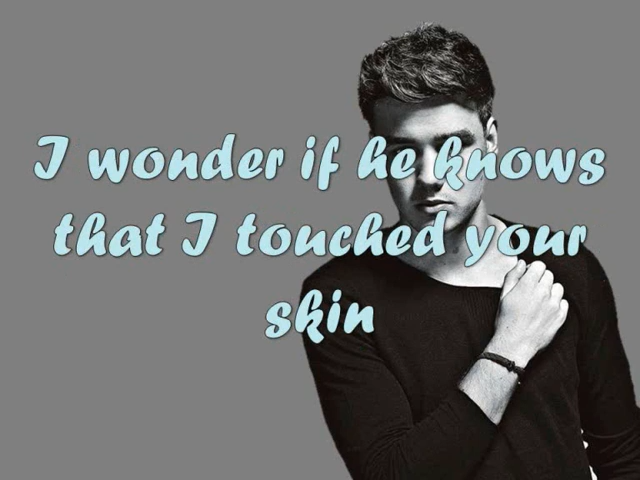 I wonder if he knows
that I touched your
skin